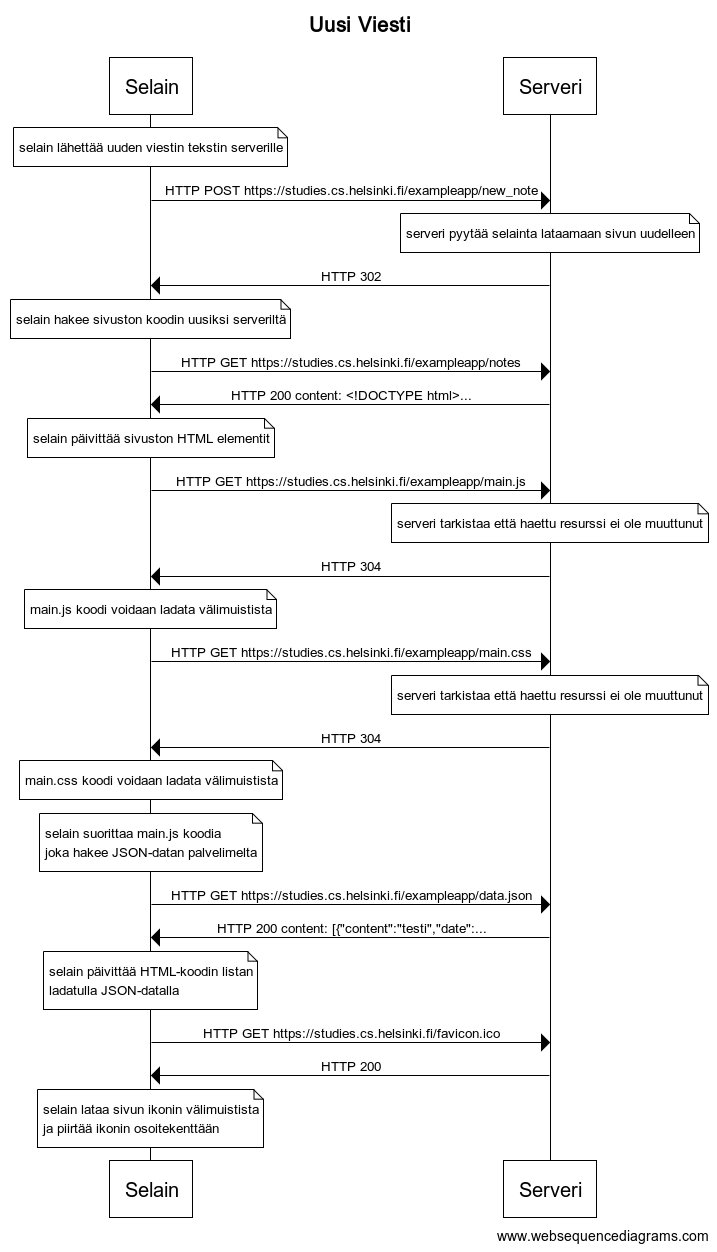 Uusi Viesti
Selain
Serveri
selain lähettää uuden viestin tekstin serverille
HTTP POST https://studies.cs.helsinki.fi/exampleapp/new_note
serveri pyytää selainta lataamaan sivun uudelleen
HTTP 302
selain hakee sivuston koodin uusiksi serveriltä
HTTP GET https://studies.cs.helsinki.fi/exampleapp/notes
HTTP 200 content: <!DOCTYPE html>...
selain päivittää sivuston HTML elementit
HTTP GET https://studies.cs.helsinki.fi/exampleapp/main.js
serveri tarkistaa että haettu resurssi ei ole muuttunut
HTTP 304
main.js koodi voidaan ladata välimuistista
HTTP GET https://studies.cs.helsinki.fi/exampleapp/main.css
serveri tarkistaa että haettu resurssi ei ole muuttunut
HTTP 304
main.css koodi voidaan ladata välimuistista
selain suorittaa main.js koodia
joka hakee JSON-datan palvelimelta
HTTP GET https://studies.cs.helsinki.fi/exampleapp/data.json
HTTP 200 content: [{"content":"testi","date":...
selain päivittää HTML-koodin listan
ladatulla JSON-datalla
HTTP GET https://studies.cs.helsinki.fi/favicon.ico
HTTP 200
selain lataa sivun ikonin välimuistista
ja piirtää ikonin osoitekenttään
Selain
Serveri
www.websequencediagrams.com